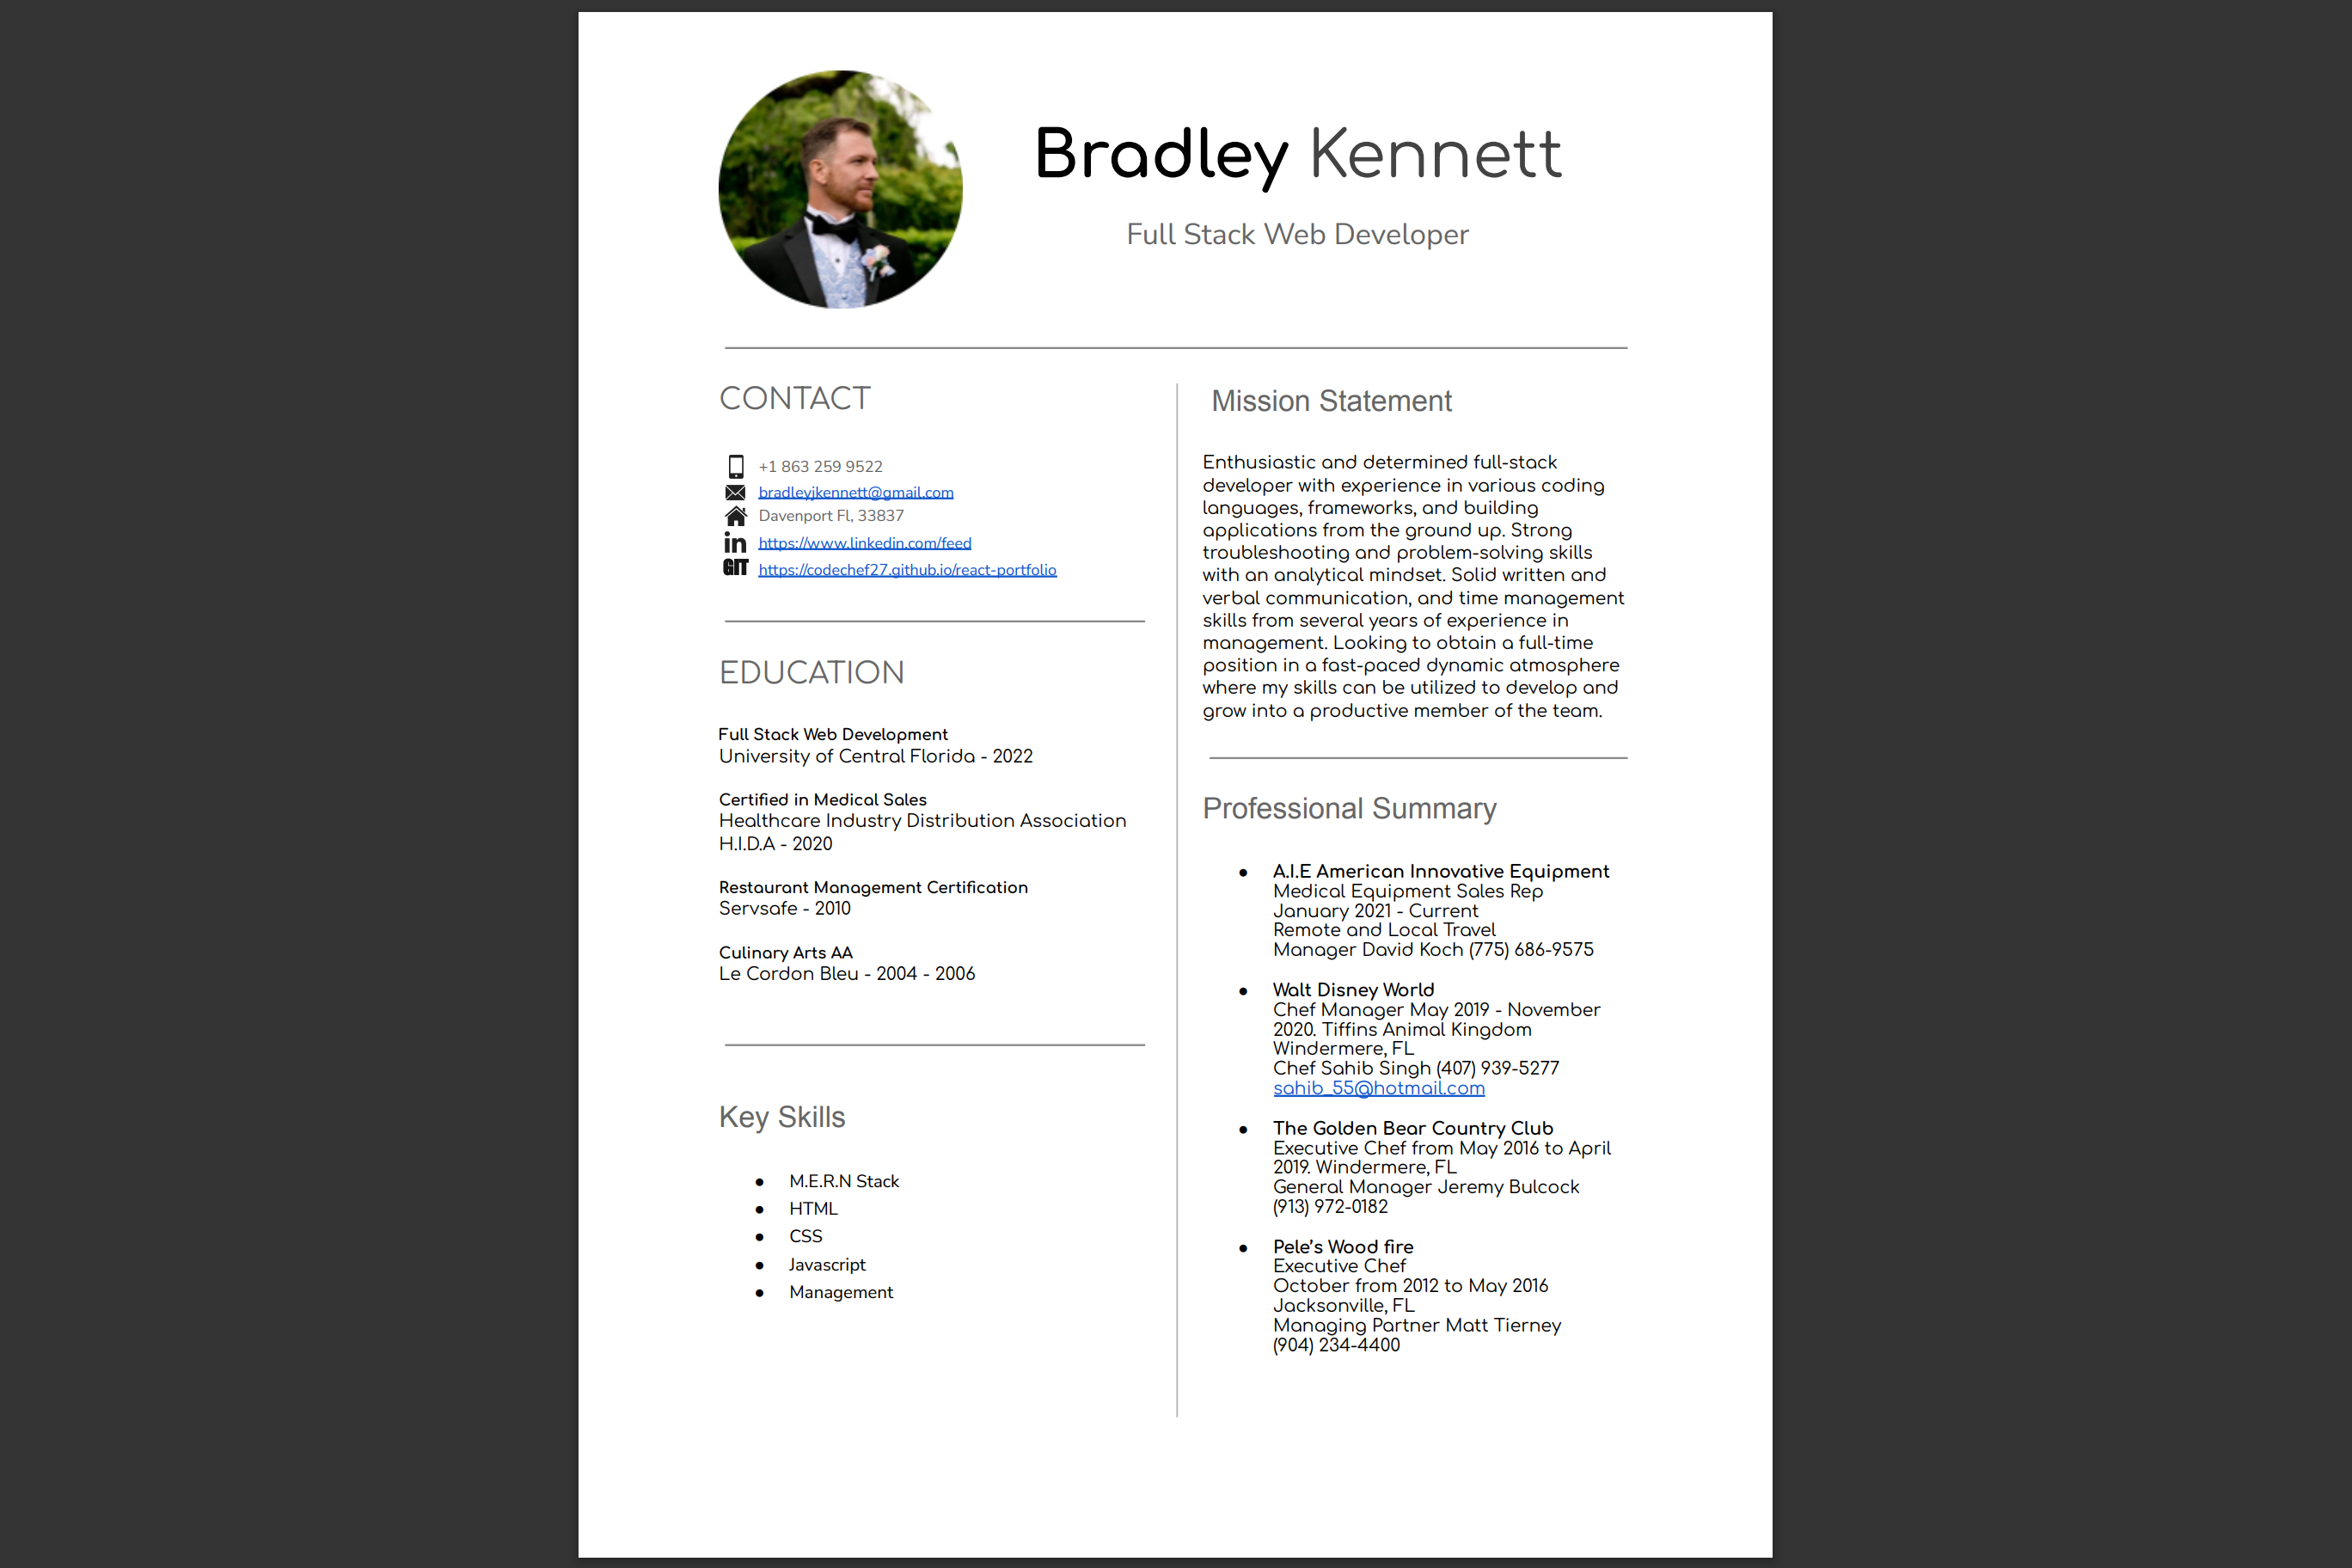 Bradley Kennett
Full Stack Web Developer
CONTACT
+1 863 259 9522
bradleyjkennett@gmail.com
Davenport Fl, 33837
in
https://www.linkedin.com/feed
GIT
https://codechef27.github.io/react-portfolio
EDUCATION
Full Stack Web Development
University of Central Florida - 2022
Certified in Medical Sales
Healthcare Industry Distribution Association
H.I.D.A - 2020
Restaurant Management Certification
Servsafe - 2010
Culinary Arts AA
Le Cordon Bleu - 2004 - 2006
Key Skills
● M.E.R.N Stack
● HTML
● CSS
● Javascript
● Management
Mission Statement
Enthusiastic and determined full-stack
developer with experience in various coding
languages, frameworks, and building
applications from the ground up. Strong
troubleshooting and problem-solving skills
with an analytical mindset. Solid written and
verbal communication, and time management
skills from several years of experience in
management. Looking to obtain a full-time
position in a fast-paced dynamic atmosphere
where my skills can be utilized to develop and
grow into a productive member of the team.
Professional Summary
● A.I.E American Innovative Equipment
Medical Equipment Sales Rep
January 2021 - Current
Remote and Local Travel
Manager David Koch (775) 686-9575
● Walt Disney World
Chef Manager May 2019 - November
2020. Tiffins Animal Kingdom
Windermere, FL
Chef Sahib Singh (407) 939-5277
sahib_55@hotmail.com
● The Golden Bear Country Club
Executive Chef from May 2016 to April
2019. Windermere, FL
General Manager Jeremy Bulcock
(913) 972-0182
● Pele’s Wood fire
Executive Chef
October from 2012 to May 2016
Jacksonville, FL
Managing Partner Matt Tierney
(904) 234-4400